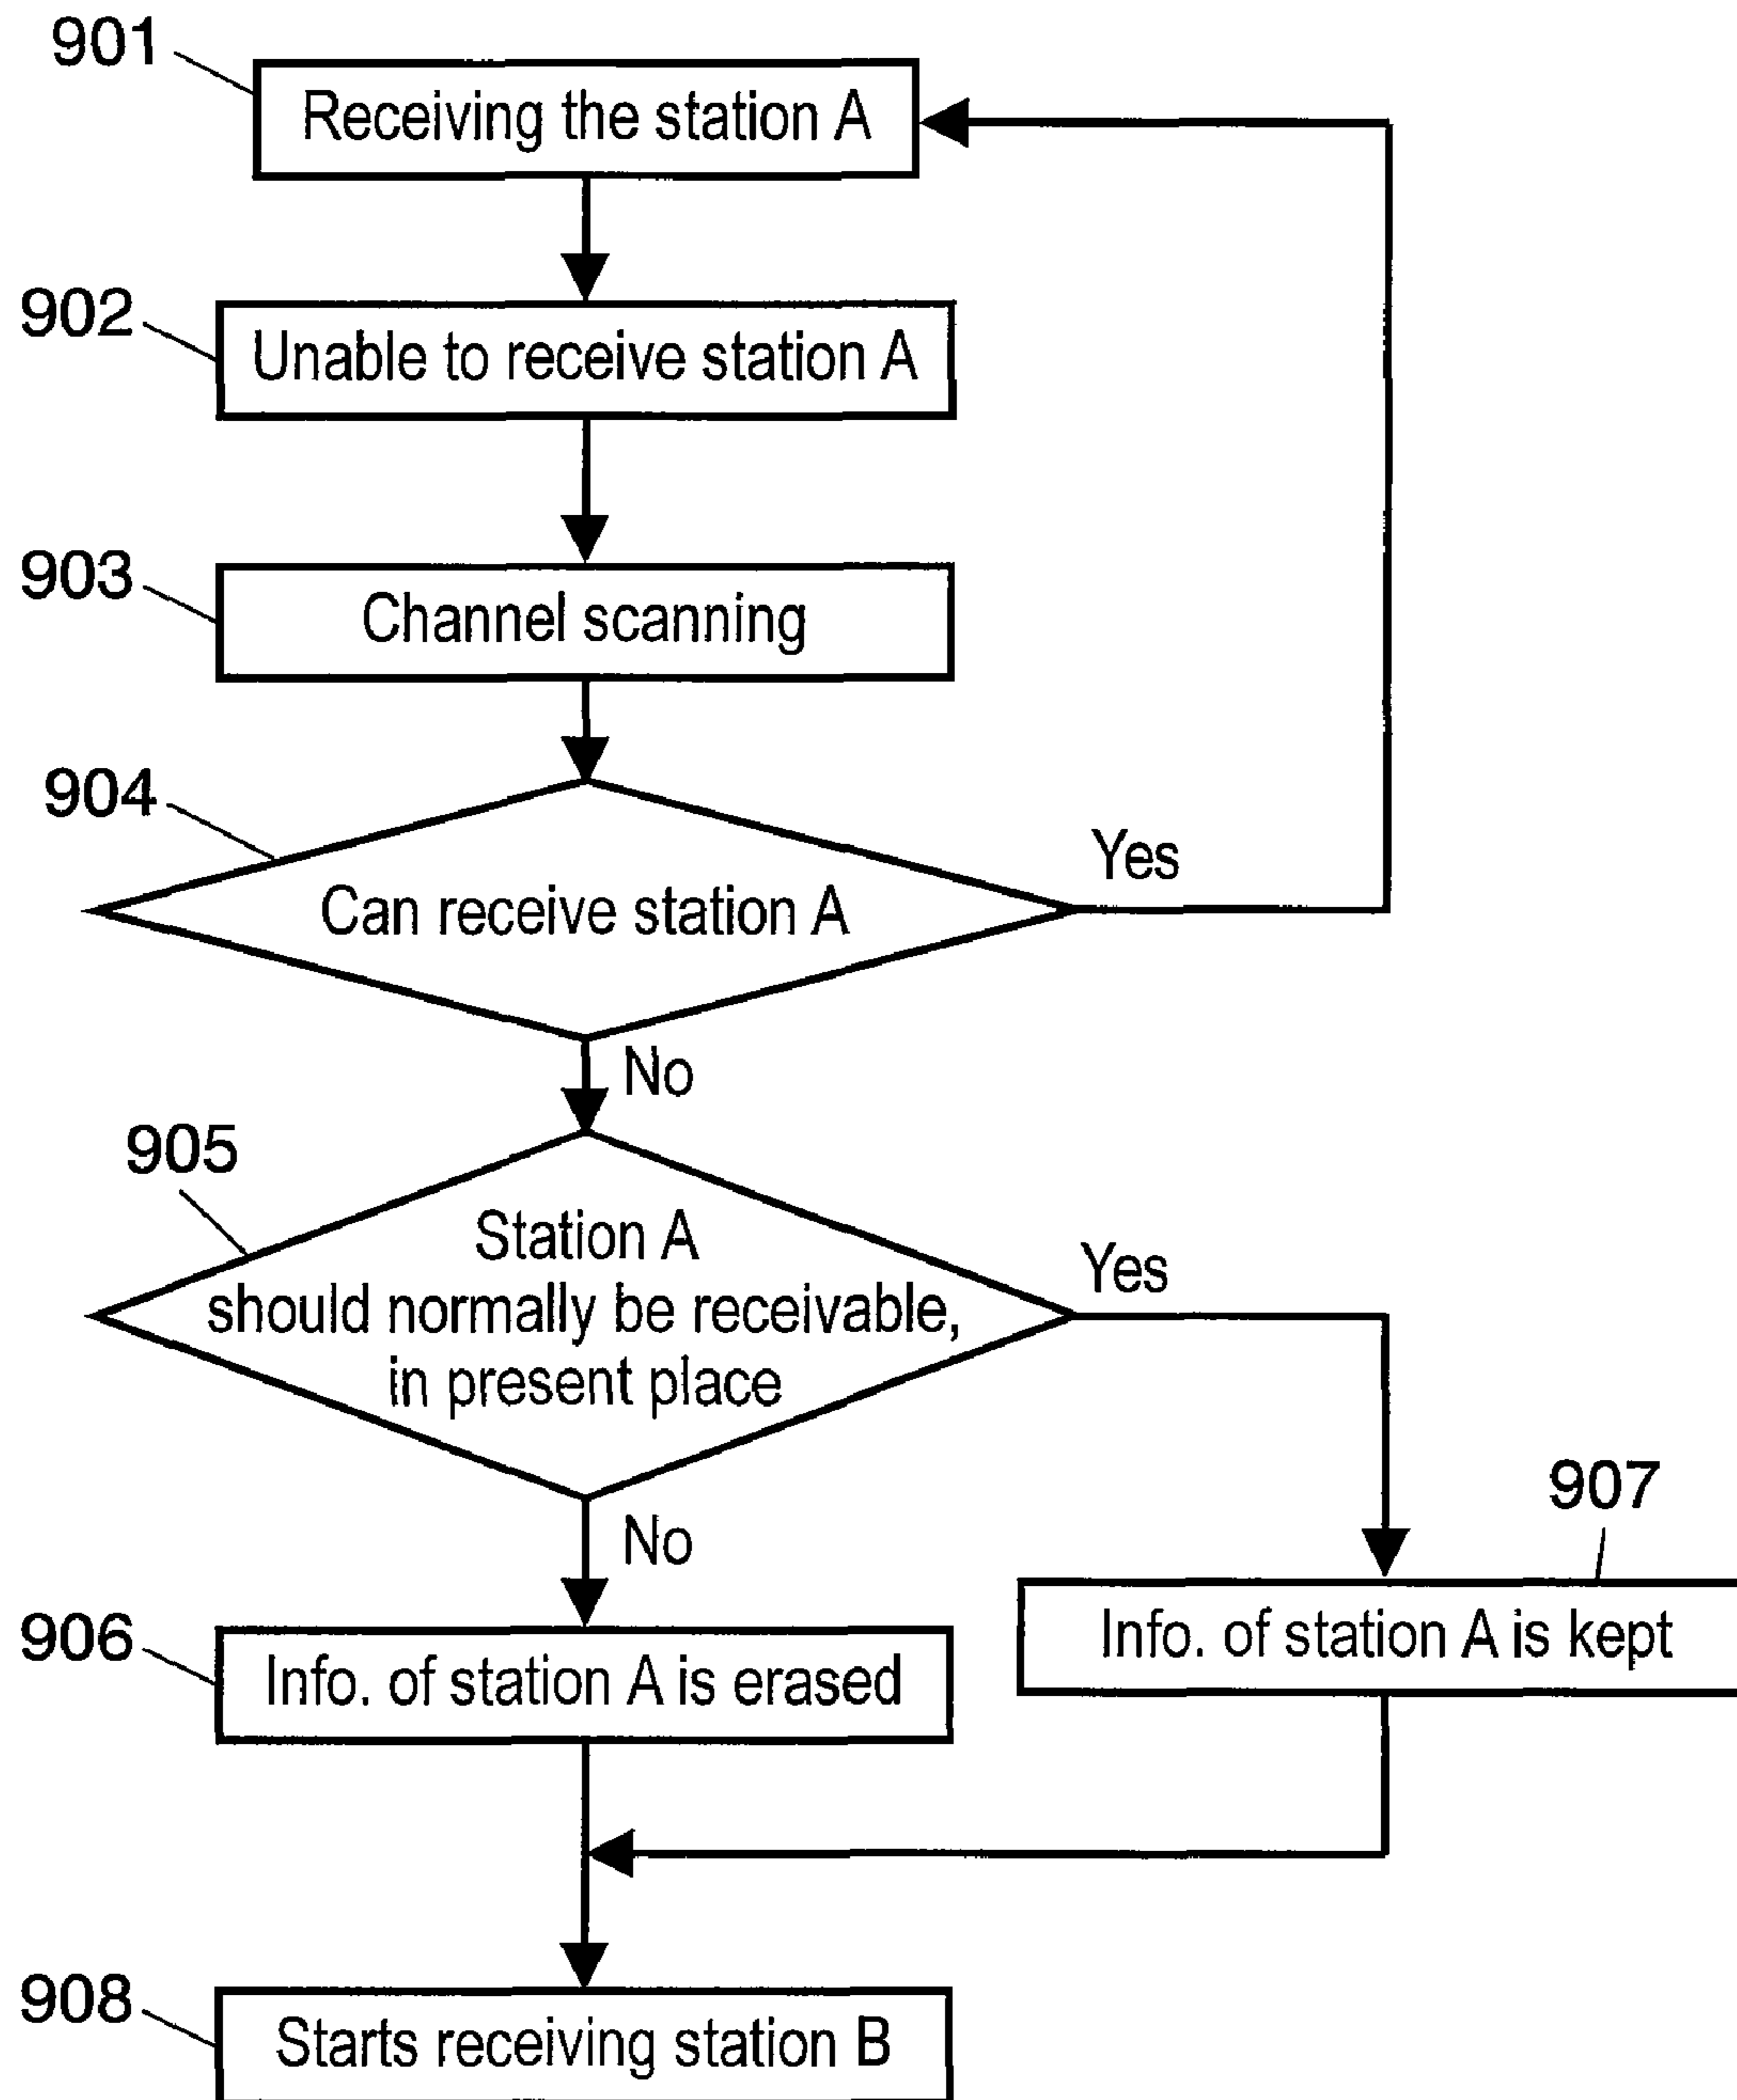 901
Receiving the station A
902
Unable to receive station A
903
Channel scanning
904
Can receive station A
Yes
No
905
Station A
should normally be receivable,
in present place
Yes
No
907
Info. of station A is kept
906
Info. of station A is erased
908
Starts receiving station B